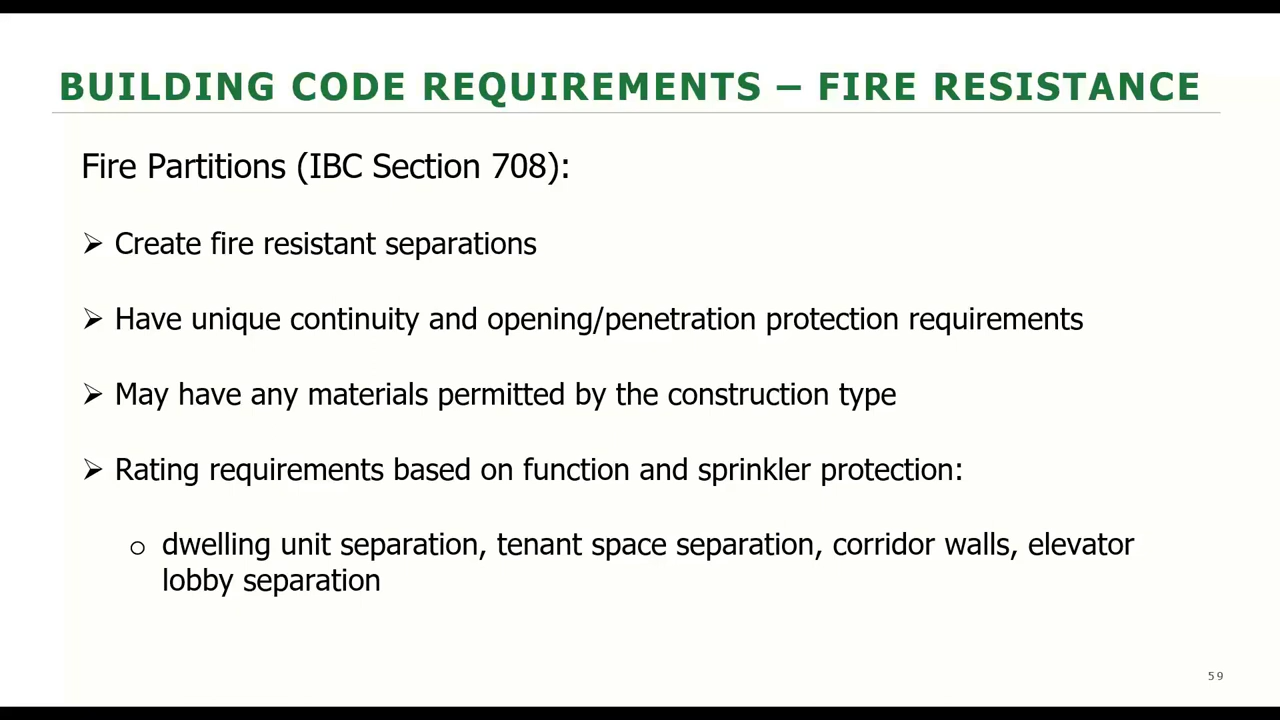 BUILDING CODE REQUIREMENTS – FIRE RESISTANCE
Fire Partitions (IBC Section 708):
➢ Create fire resistant separations
➢ Have unique continuity and opening/penetration protection requirements
➢ May have any materials permitted by the construction type
➢ Rating requirements based on function and sprinkler protection:
o dwelling unit separation, tenant space separation, corridor walls, elevator
lobby separation
59